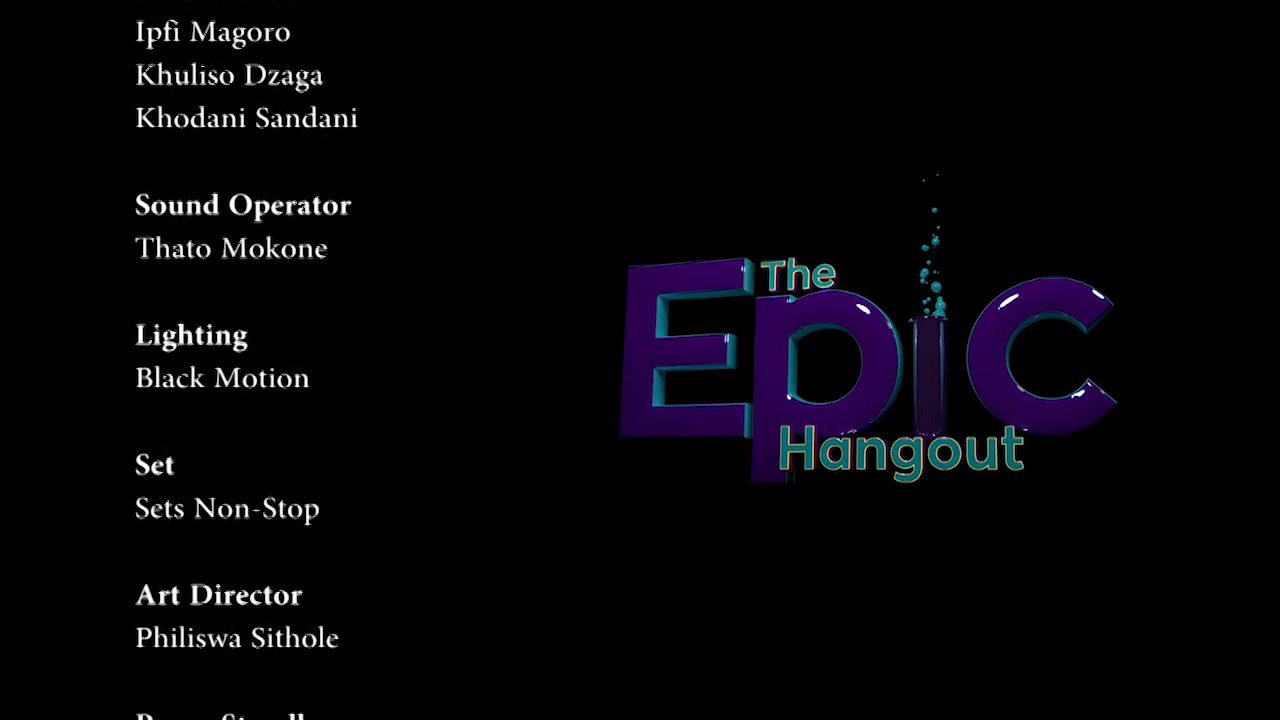 Ipfi Magoro
Khuliso Dzaga
Khodani Sandani
Sound Operator
Thato Mokone
Lighting
Black Motion
Set
Sets Non-Stop
Art Director
Philiswa Sithole
The
Epic
Hangout